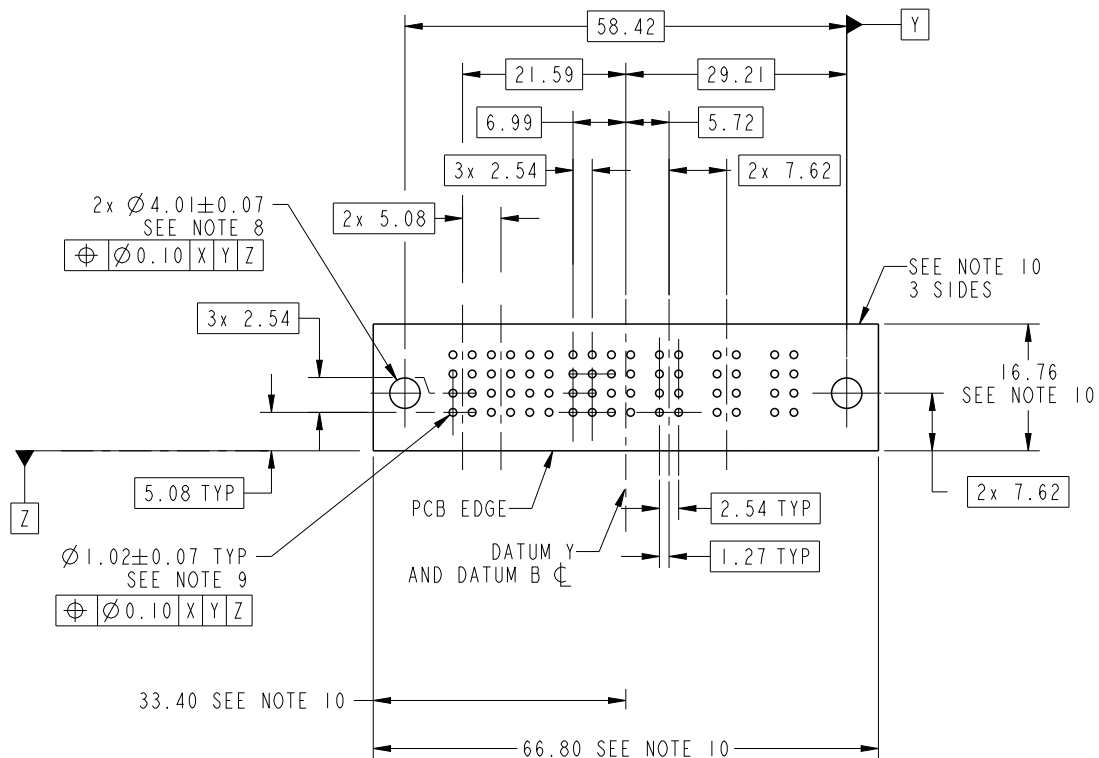 58.42
Y
21.59
29.21
6.99
5.72
3x 2.54
2x 7.62
2x Ø4.01±0.07
SEE NOTE 8
⌖ Ø0.10 X Y Z
2x 5.08
SEE NOTE 10
3 SIDES
3x 2.54
16.76
SEE NOTE 10
5.08 TYP
Z
PCB EDGE
2.54 TYP
2x 7.62
Ø1.02±0.07 TYP
SEE NOTE 9
⌖ Ø0.10 X Y Z
DATUM Y
AND DATUM B ℄
1.27 TYP
33.40 SEE NOTE 10
66.80 SEE NOTE 10